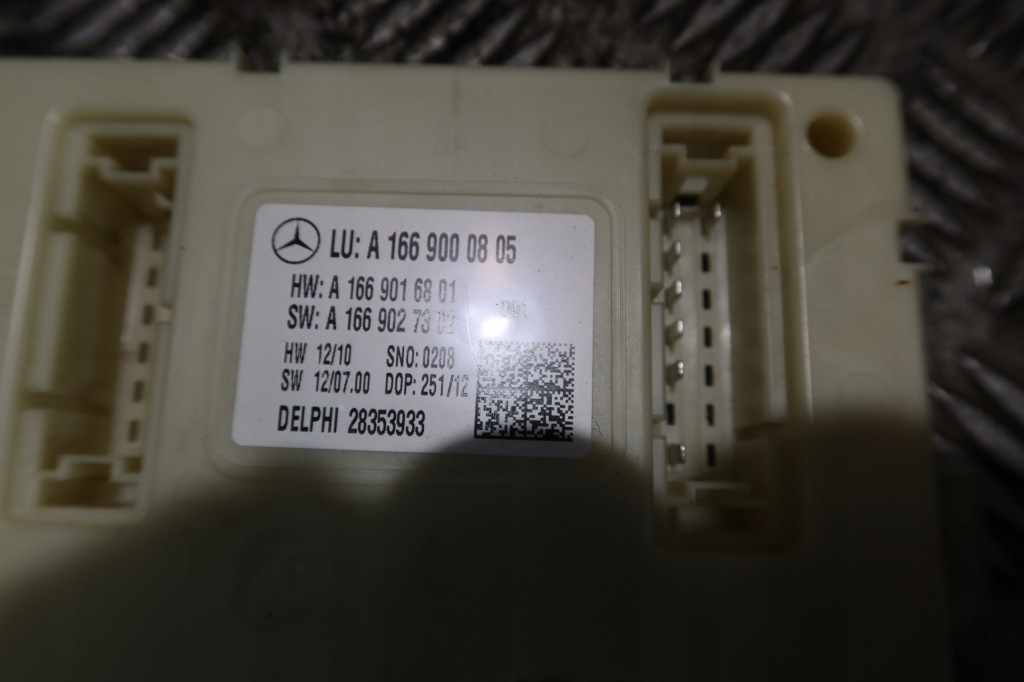 LU: A 166 900 08 05
HW: A 166 901 68 01
SW: A 166 902 73 02
HW 12/10 SNO: 0208
SW 12/07.00 DOP: 251/12
DELPHI 28353933